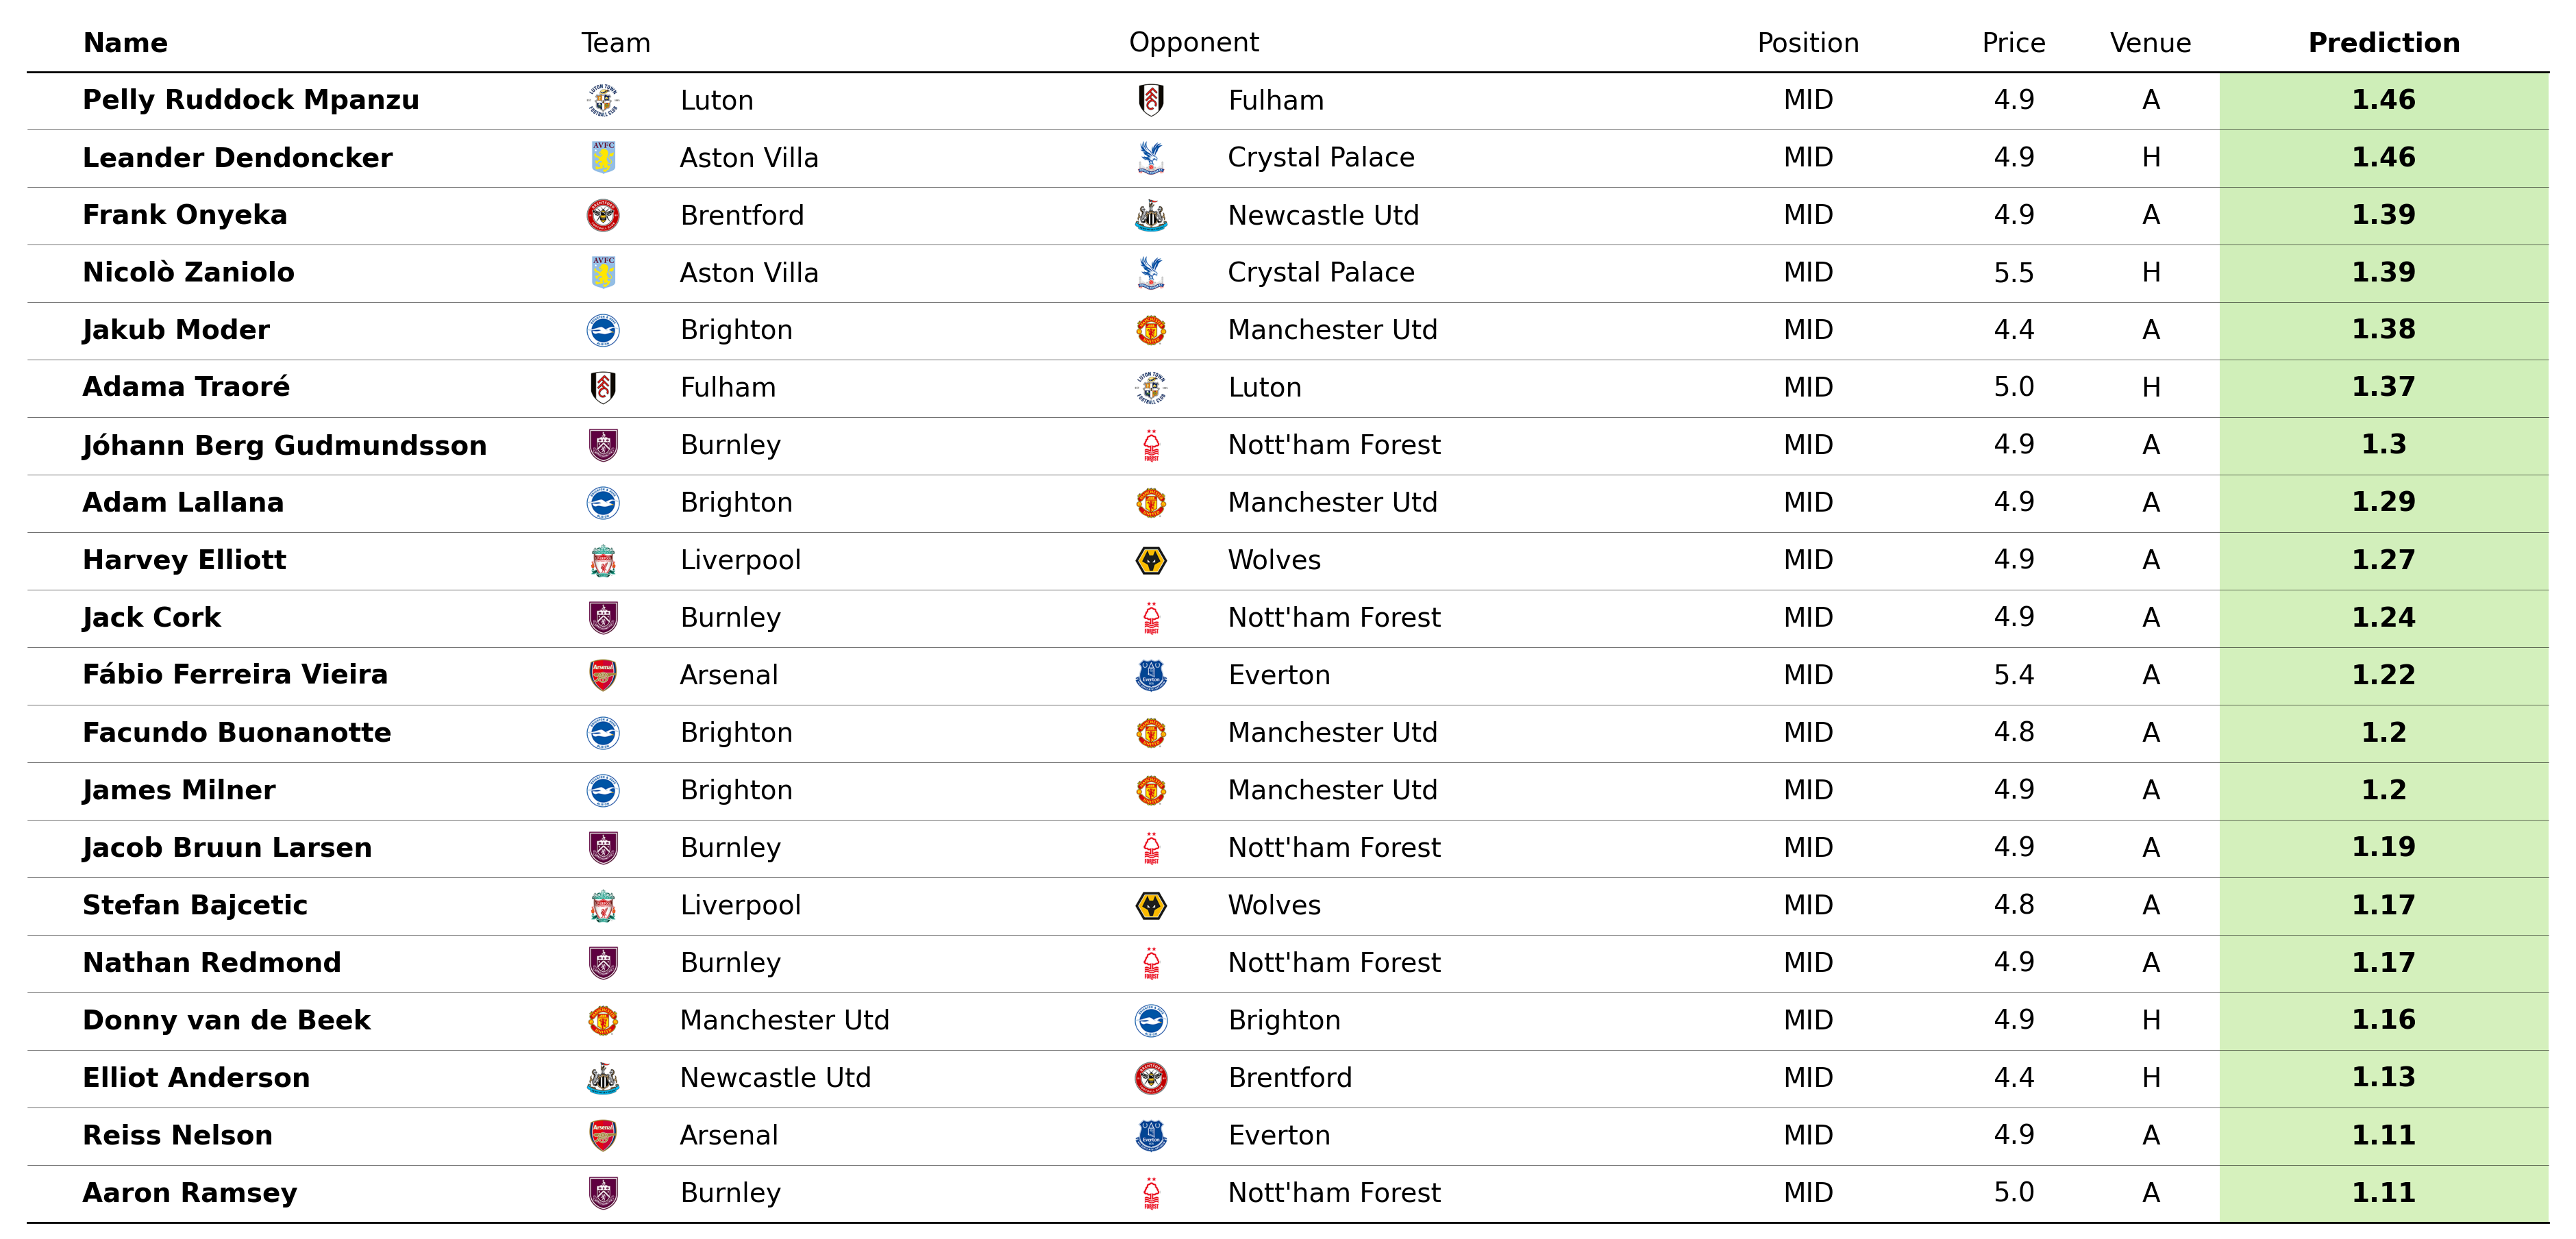 Name Team Opponent Position Price Venue Prediction
Pelly Ruddock Mpanzu Luton Fulham MID 4.9 A 1.46
Leander Dendoncker Aston Villa Crystal Palace MID 4.9 H 1.46
Frank Onyeka Brentford Newcastle Utd MID 4.9 A 1.39
Nicolò Zaniolo Aston Villa Crystal Palace MID 5.5 H 1.39
Jakub Moder Brighton Manchester Utd MID 4.4 A 1.38
Adama Traoré Fulham Luton MID 5.0 H 1.37
Jóhann Berg Gudmundsson Burnley Nott'ham Forest MID 4.9 A 1.3
Adam Lallana Brighton Manchester Utd MID 4.9 A 1.29
Harvey Elliott Liverpool Wolves MID 4.9 A 1.27
Jack Cork Burnley Nott'ham Forest MID 4.9 A 1.24
Fábio Ferreira Vieira Arsenal Everton MID 5.4 A 1.22
Facundo Buonanotte Brighton Manchester Utd MID 4.8 A 1.2
James Milner Brighton Manchester Utd MID 4.9 A 1.2
Jacob Bruun Larsen Burnley Nott'ham Forest MID 4.9 A 1.19
Stefan Bajcetic Liverpool Wolves MID 4.8 A 1.17
Nathan Redmond Burnley Nott'ham Forest MID 4.9 A 1.17
Donny van de Beek Manchester Utd Brighton MID 4.9 H 1.16
Elliot Anderson Newcastle Utd Brentford MID 4.4 H 1.13
Reiss Nelson Arsenal Everton MID 4.9 A 1.11
Aaron Ramsey Burnley Nott'ham Forest MID 5.0 A 1.11